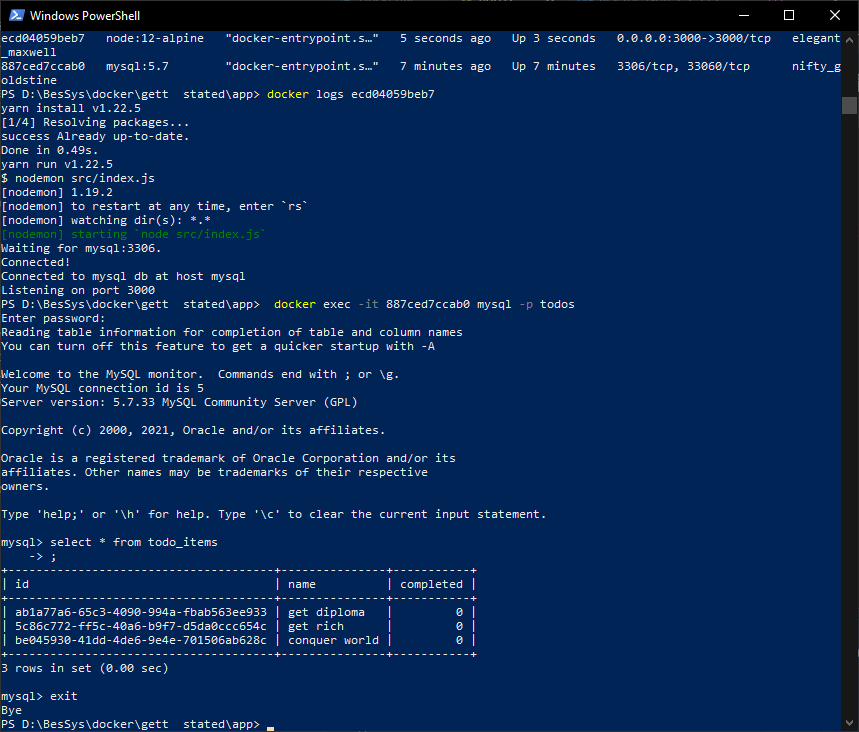 Windows PowerShell
ecd04059beb7   node:12-alpine   "docker-entrypoint.s…"   5 seconds ago   Up 3 seconds   0.0.0.0:3000->3000/tcp   elegant
_maxwell
887ced7ccab0   mysql:5.7        "docker-entrypoint.s…"   7 minutes ago   Up 7 minutes   3306/tcp, 33060/tcp      nifty_g
oldstine
PS D:\BesSys\docker\gett  stated\app> docker logs ecd04059beb7
yarn install v1.22.5
[1/4] Resolving packages...
success Already up-to-date.
Done in 0.49s.
yarn run v1.22.5
$ nodemon src/index.js
[nodemon] 1.19.2
[nodemon] to restart at any time, enter `rs`
[nodemon] watching dir(s): *.*
[nodemon] starting `node src/index.js`
Waiting for mysql:3306.
Connected!
Connected to mysql db at host mysql
Listening on port 3000
PS D:\BesSys\docker\gett  stated\app>  docker exec -it 887ced7ccab0 mysql -p todos
Enter password:
Reading table information for completion of table and column names
You can turn off this feature to get a quicker startup with -A
Welcome to the MySQL monitor.  Commands end with ; or \g.
Your MySQL connection id is 5
Server version: 5.7.33 MySQL Community Server (GPL)
Copyright (c) 2000, 2021, Oracle and/or its affiliates.
Oracle is a registered trademark of Oracle Corporation and/or its
affiliates. Other names may be trademarks of their respective
owners.
Type 'help;' or '\h' for help. Type '\c' to clear the current input statement.
mysql> select * from todo_items
    -> ;
+--------------------------------------+---------------+-----------+
| id                                   | name          | completed |
+--------------------------------------+---------------+-----------+
| ab1a77a6-65c3-4090-994a-fbab563ee933 | get diploma   |         0 |
| 5c86c772-ff5c-40a6-b9f7-d5da0ccc654c | get rich      |         0 |
| be045930-41dd-4de6-9e4e-701506ab628c | conquer world |         0 |
+--------------------------------------+---------------+-----------+
3 rows in set (0.00 sec)
mysql> exit
Bye
PS D:\BesSys\docker\gett  stated\app>